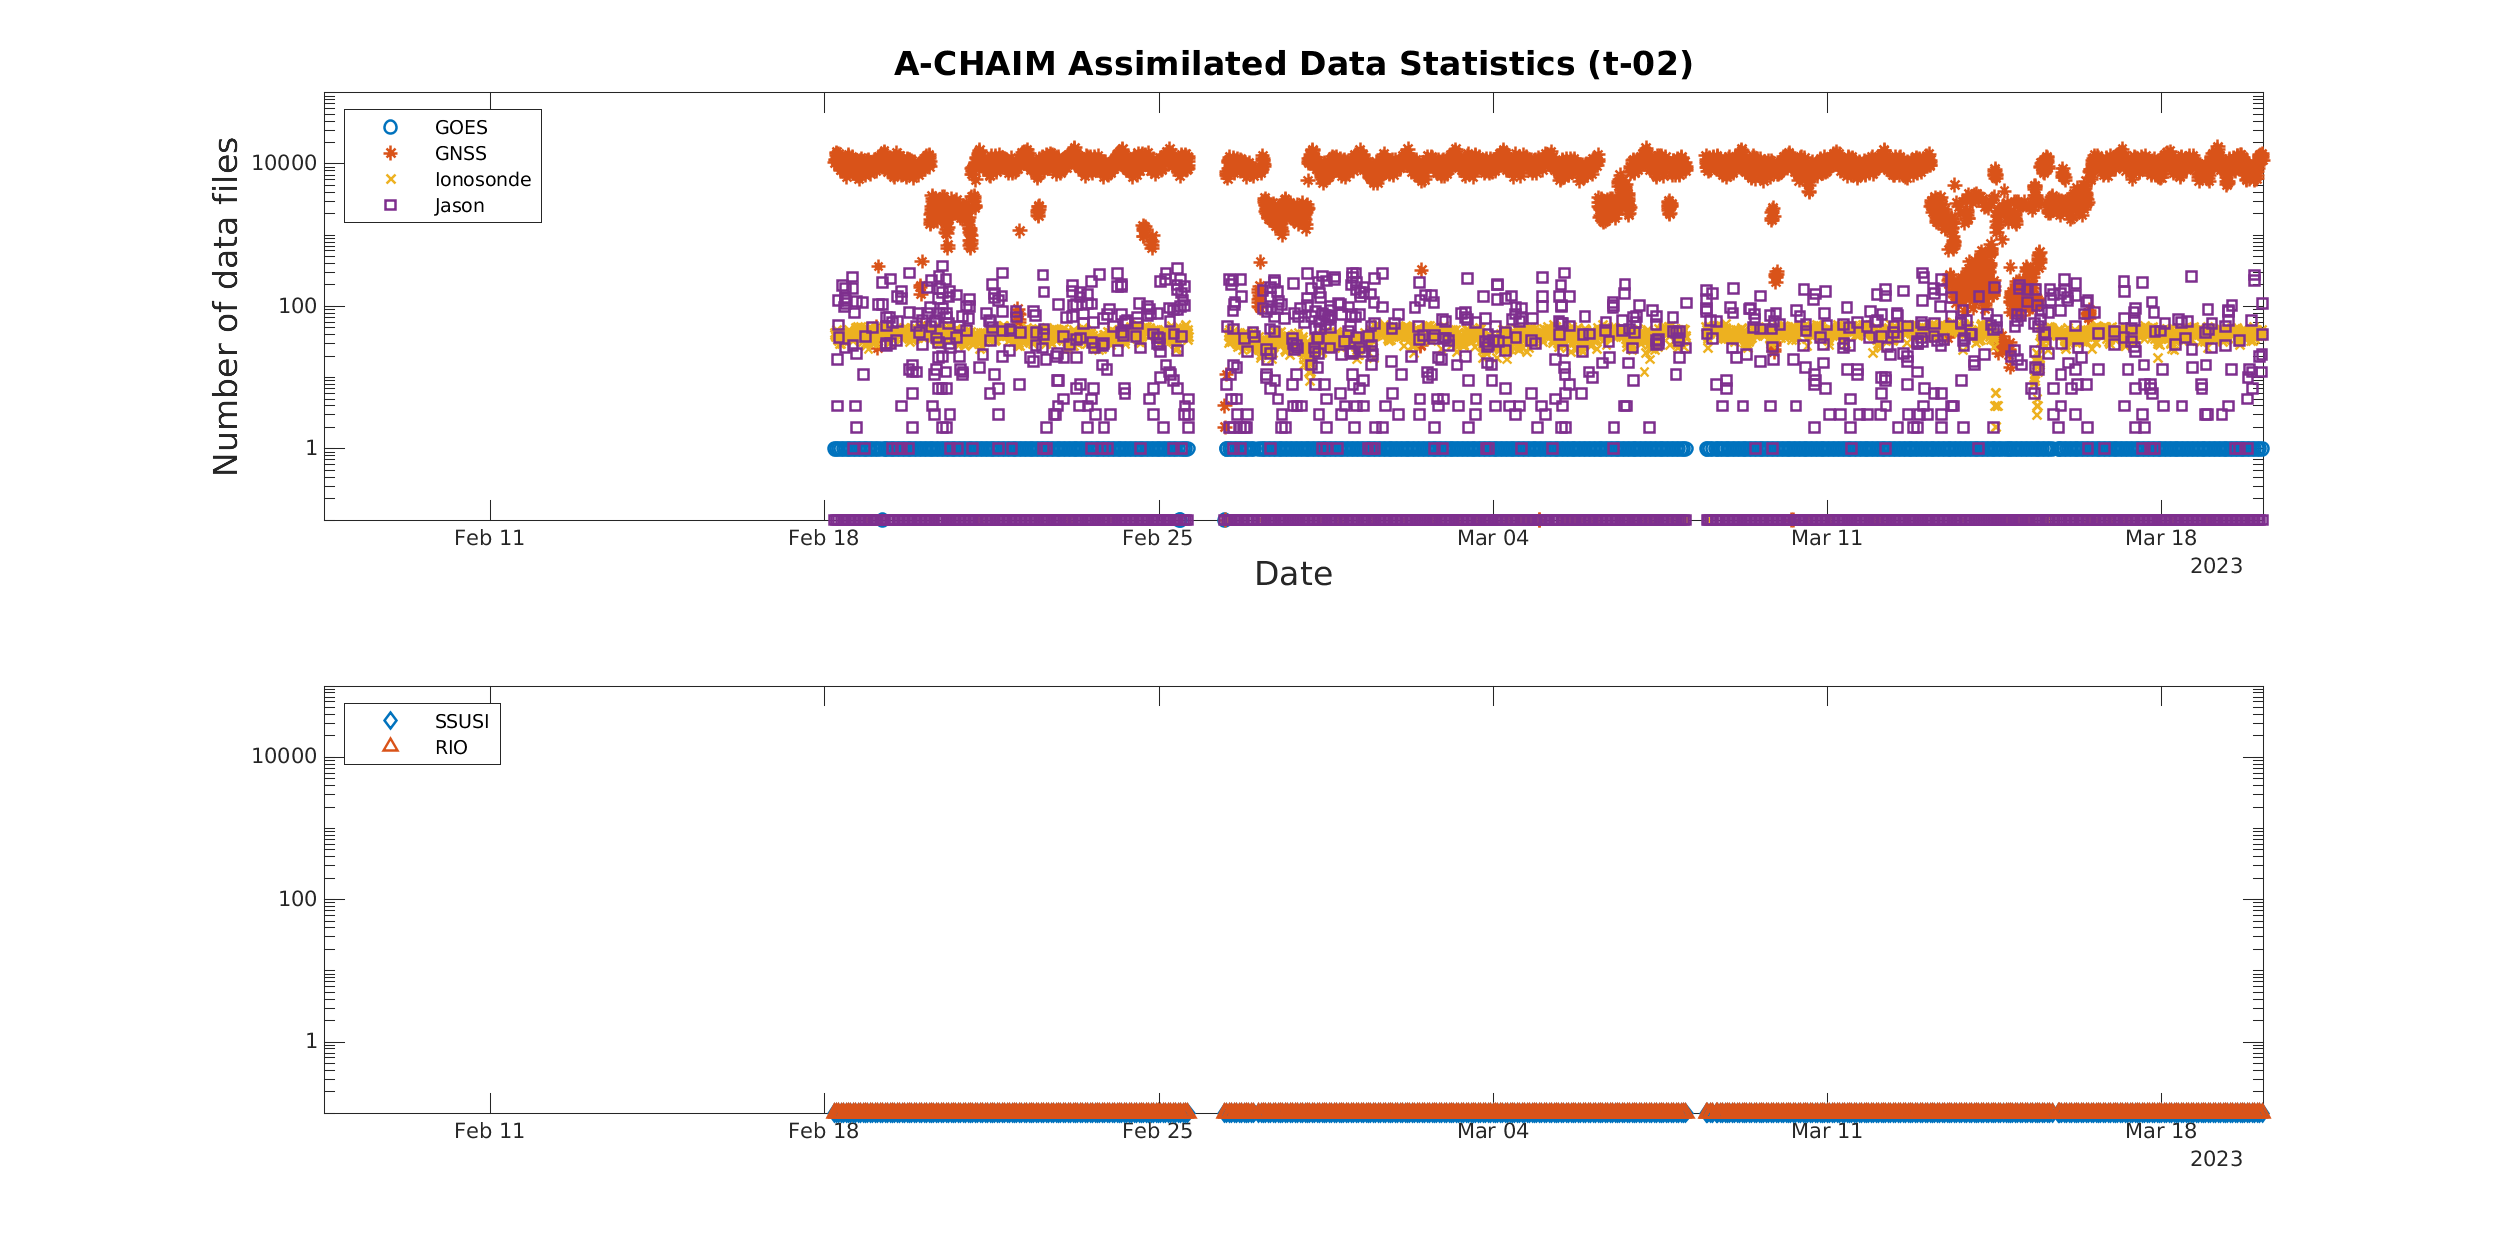 A-CHAIM Assimilated Data Statistics (t-02)
GOES
GNSS
Ionosonde
Jason
10000
100
1
Number of data files
Feb 11
Feb 18
Feb 25
Mar 04
Mar 11
Mar 18
2023
Date
SSUSI
RIO
10000
100
1
Feb 11
Feb 18
Feb 25
Mar 04
Mar 11
Mar 18
2023